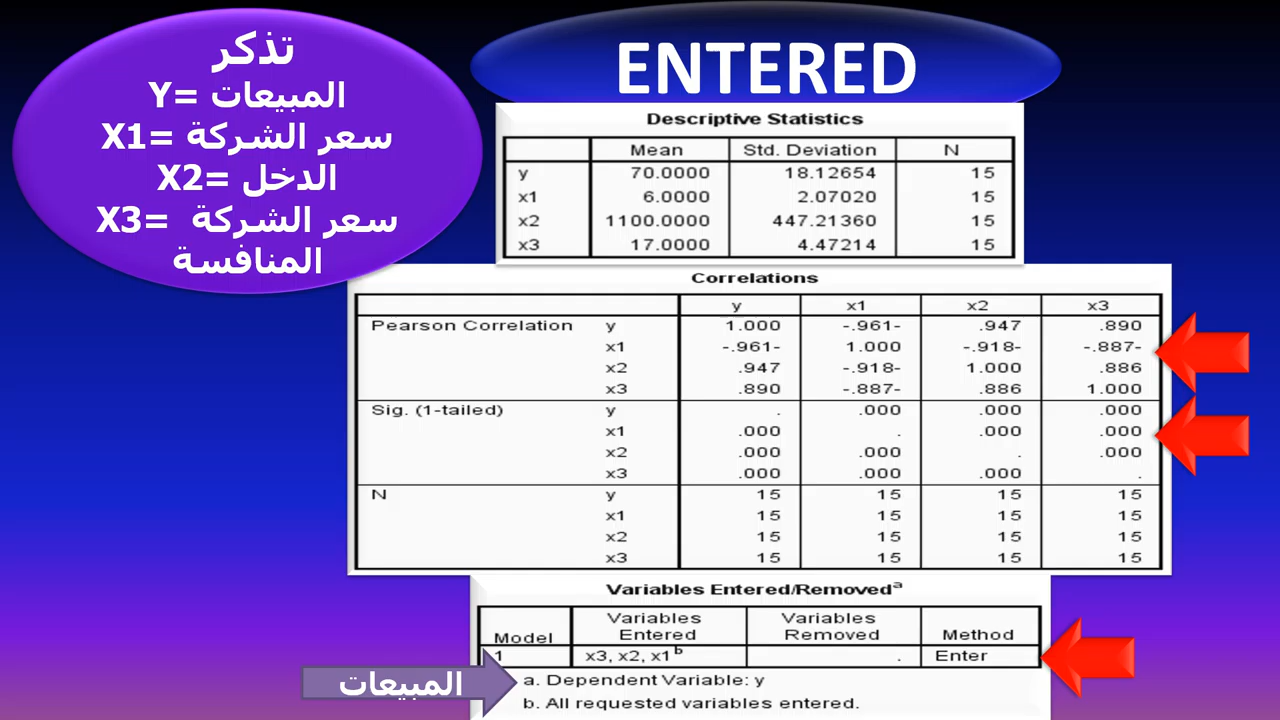 تذكر
المبيعات =Y
سعر الشركة =X1
الدخل =X2
سعر الشركة =X3
المنافسة
ENTERED
Descriptive Statistics
Mean Std. Deviation N
y 70.0000 18.12654 15
x1 6.0000 2.07020 15
x2 1100.0000 447.21360 15
x3 17.0000 4.47214 15
Correlations
y x1 x2 x3
Pearson Correlation y 1.000 -.961- .947 .890
x1 -.961- 1.000 -.918- -.887-
x2 .947 -.918- 1.000 .886
x3 .890 -.887- .886 1.000
Sig. (1-tailed) y . .000 .000 .000
x1 .000 . .000 .000
x2 .000 .000 . .000
x3 .000 .000 .000 .
N y 15 15 15 15
x1 15 15 15 15
x2 15 15 15 15
x3 15 15 15 15
Variables Entered/Removedᵃ
Model Variables Entered Variables Removed Method
1 x3, x2, x1ᵇ . Enter
المبيعات
a. Dependent Variable: y
b. All requested variables entered.